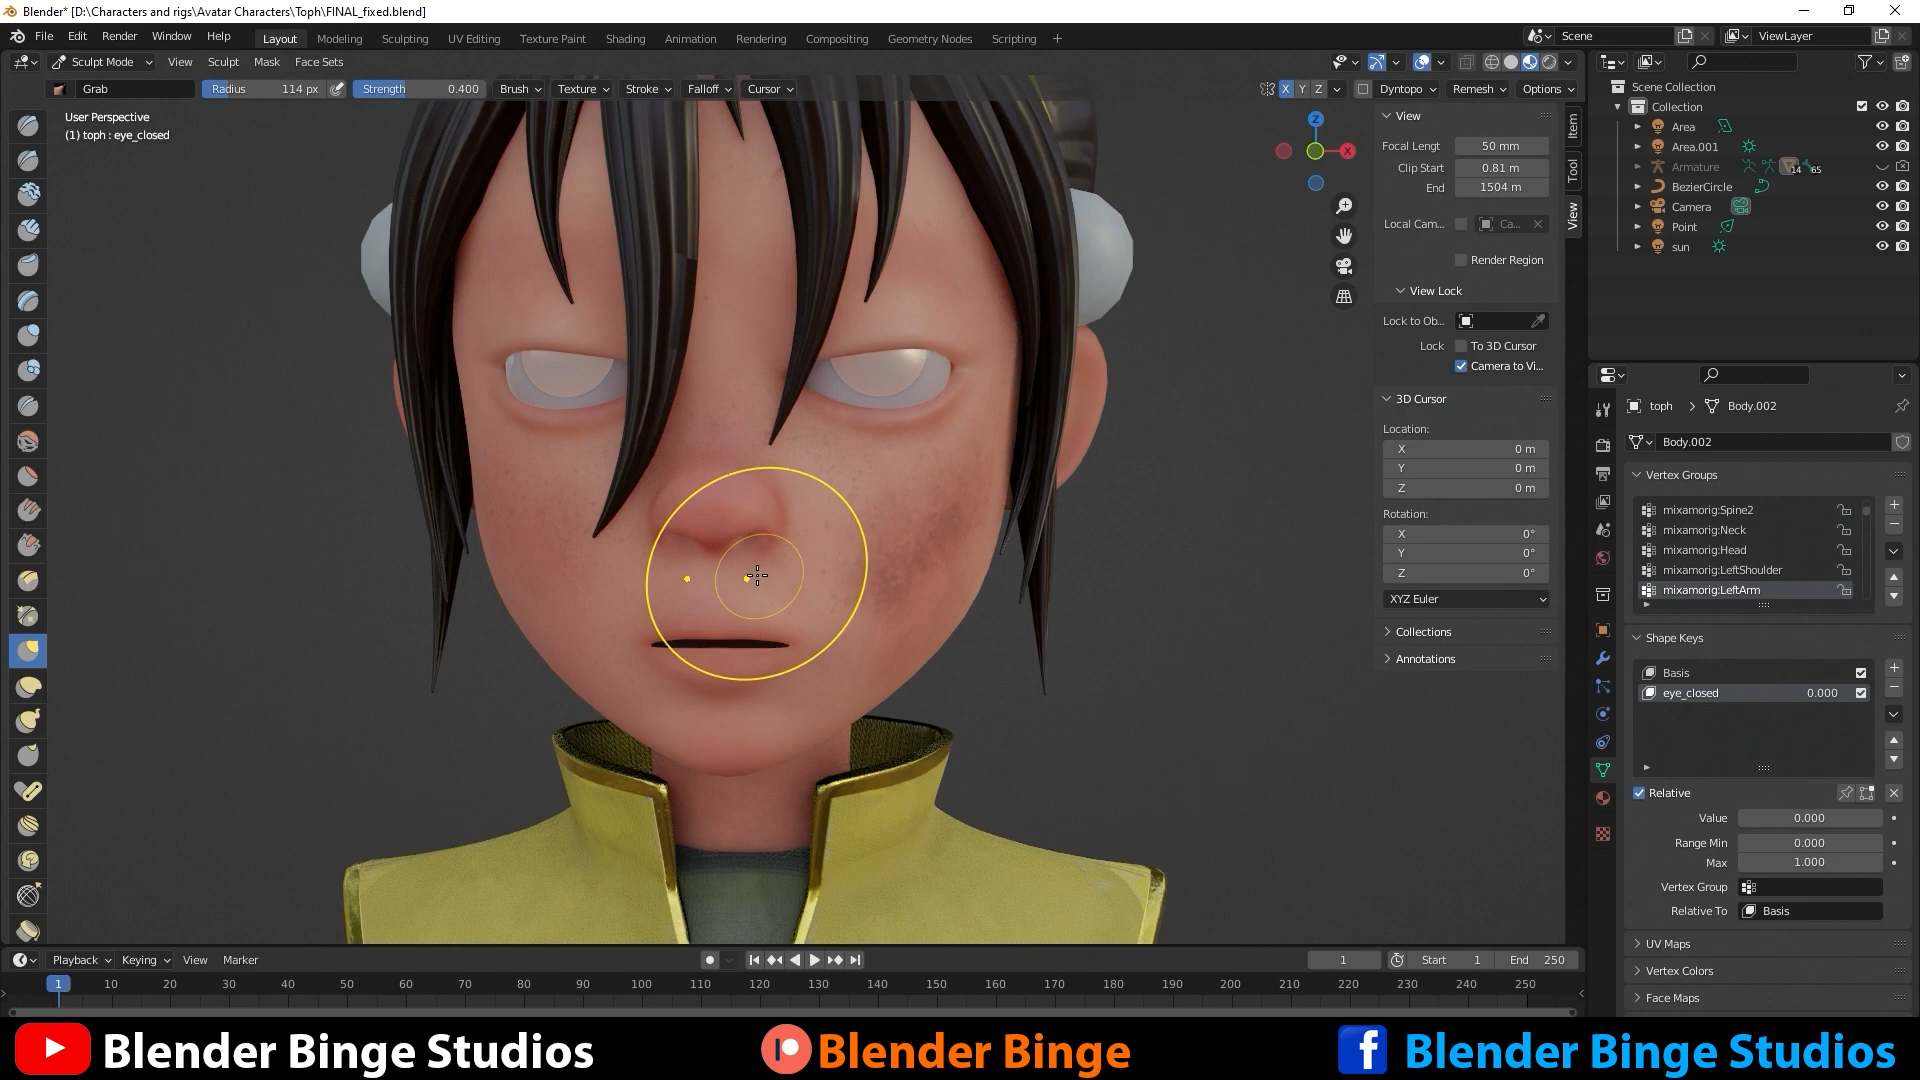 Blender* [D:\Characters and rigs\Avatar Characters\Toph\FINAL_fixed.blend]
File Edit Render Window Help Layout Modeling Sculpting UV Editing Texture Paint Shading Animation Rendering Compositing Geometry Nodes Scripting + Scene ViewLayer
Sculpt Mode View Sculpt Mask Face Sets
Grab Radius 114 px Strength 0.400 Brush Texture Stroke Falloff Cursor X Y Z Dyntopo Remesh Options
User Perspective
(1) toph : eye_closed
Z
X
View
Focal Lengt 50 mm
Clip Start 0.81 m
End 1504 m
Local Cam... Ca...
Render Region
View Lock
Lock to Ob...
Lock To 3D Cursor
Camera to Vi...
3D Cursor
Location:
X 0 m
Y 0 m
Z 0 m
Rotation:
X 0°
Y 0°
Z 0°
XYZ Euler
Collections
Annotations
Item
Tool
View
Scene Collection
Collection
Area
Area.001
Armature 14 65
BezierCircle
Camera
Point
sun
toph Body.002
Body.002
Vertex Groups
mixamorig:Spine2
mixamorig:Neck
mixamorig:Head
mixamorig:LeftShoulder
mixamorig:LeftArm
Shape Keys
Basis
eye_closed 0.000
Relative
Value 0.000
Range Min 0.000
Max 1.000
Vertex Group
Relative To Basis
UV Maps
Vertex Colors
Face Maps
Playback Keying View Marker 1 Start 1 End 250
1 10 20 30 40 50 60 70 80 90 100 110 120 130 140 150 160 170 180 190 200 210 220 230 240 250
Blender Binge Studios Blender Binge f Blender Binge Studios